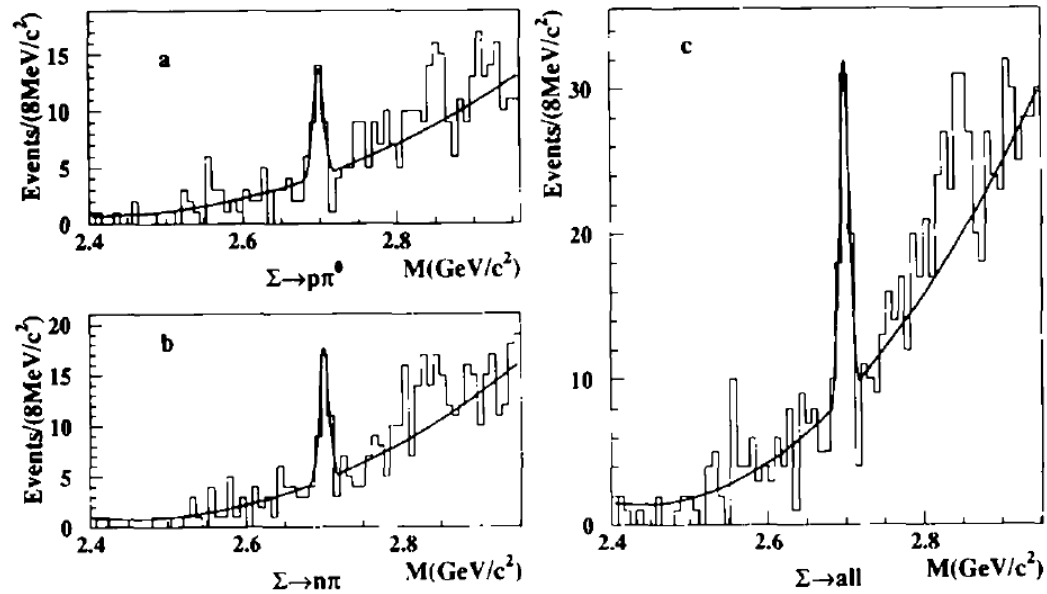 a
Events/(8MeV/c²)
15
10
5
0
2.4
2.6
2.8
M(GeV/c²)
Σ→pπ⁰
b
Events/(8MeV/c²)
20
15
10
5
0
2.4
2.6
2.8
M(GeV/c²)
Σ→nπ
c
Events/(8MeV/c²)
30
20
10
0
2.4
2.6
2.8
M(GeV/c²)
Σ→all